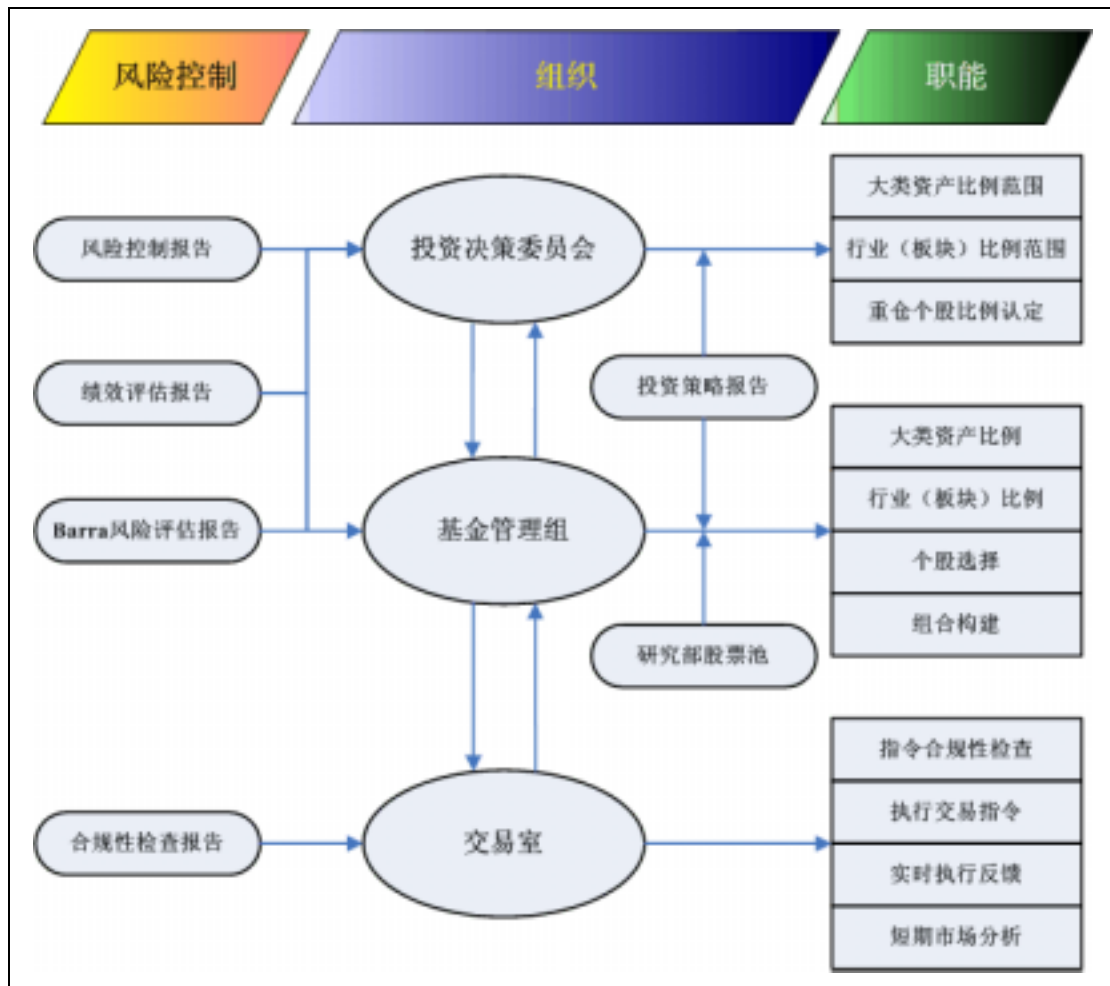 风险控制
组织
职能
风险控制报告
绩效评估报告
Barra风险评估报告
合规性检查报告
投资决策委员会
基金管理组
交易室
投资策略报告
研究部股票池
大类资产比例范围
行业（板块）比例范围
重仓个股比例认定
大类资产比例
行业（板块）比例
个股选择
组合构建
指令合规性检查
执行交易指令
实时执行反馈
短期市场分析